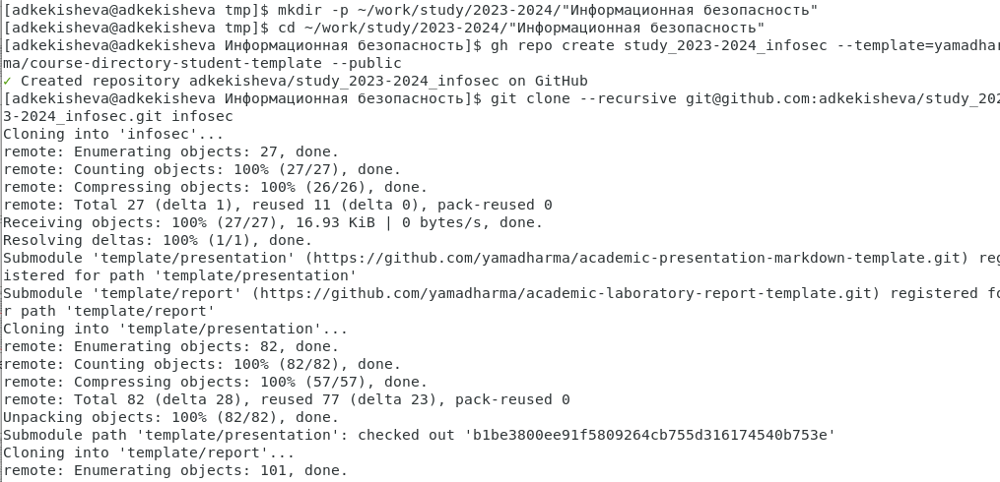 [adkekisheva@adkekisheva tmp]$ mkdir -p ~/work/study/2023-2024/"Информационная безопасность"
[adkekisheva@adkekisheva tmp]$ cd ~/work/study/2023-2024/"Информационная безопасность"
[adkekisheva@adkekisheva Информационная безопасность]$ gh repo create study_2023-2024_infosec --template=yamadhar
ma/course-directory-student-template --public
✓ Created repository adkekisheva/study_2023-2024_infosec on GitHub
[adkekisheva@adkekisheva Информационная безопасность]$ git clone --recursive git@github.com:adkekisheva/study_202
3-2024_infosec.git infosec
Cloning into 'infosec'...
remote: Enumerating objects: 27, done.
remote: Counting objects: 100% (27/27), done.
remote: Compressing objects: 100% (26/26), done.
remote: Total 27 (delta 1), reused 11 (delta 0), pack-reused 0
Receiving objects: 100% (27/27), 16.93 KiB | 0 bytes/s, done.
Resolving deltas: 100% (1/1), done.
Submodule 'template/presentation' (https://github.com/yamadharma/academic-presentation-markdown-template.git) reg
istered for path 'template/presentation'
Submodule 'template/report' (https://github.com/yamadharma/academic-laboratory-report-template.git) registered fo
r path 'template/report'
Cloning into 'template/presentation'...
remote: Enumerating objects: 82, done.
remote: Counting objects: 100% (82/82), done.
remote: Compressing objects: 100% (57/57), done.
remote: Total 82 (delta 28), reused 77 (delta 23), pack-reused 0
Unpacking objects: 100% (82/82), done.
Submodule path 'template/presentation': checked out 'b1be3800ee91f5809264cb755d316174540b753e'
Cloning into 'template/report'...
remote: Enumerating objects: 101, done.